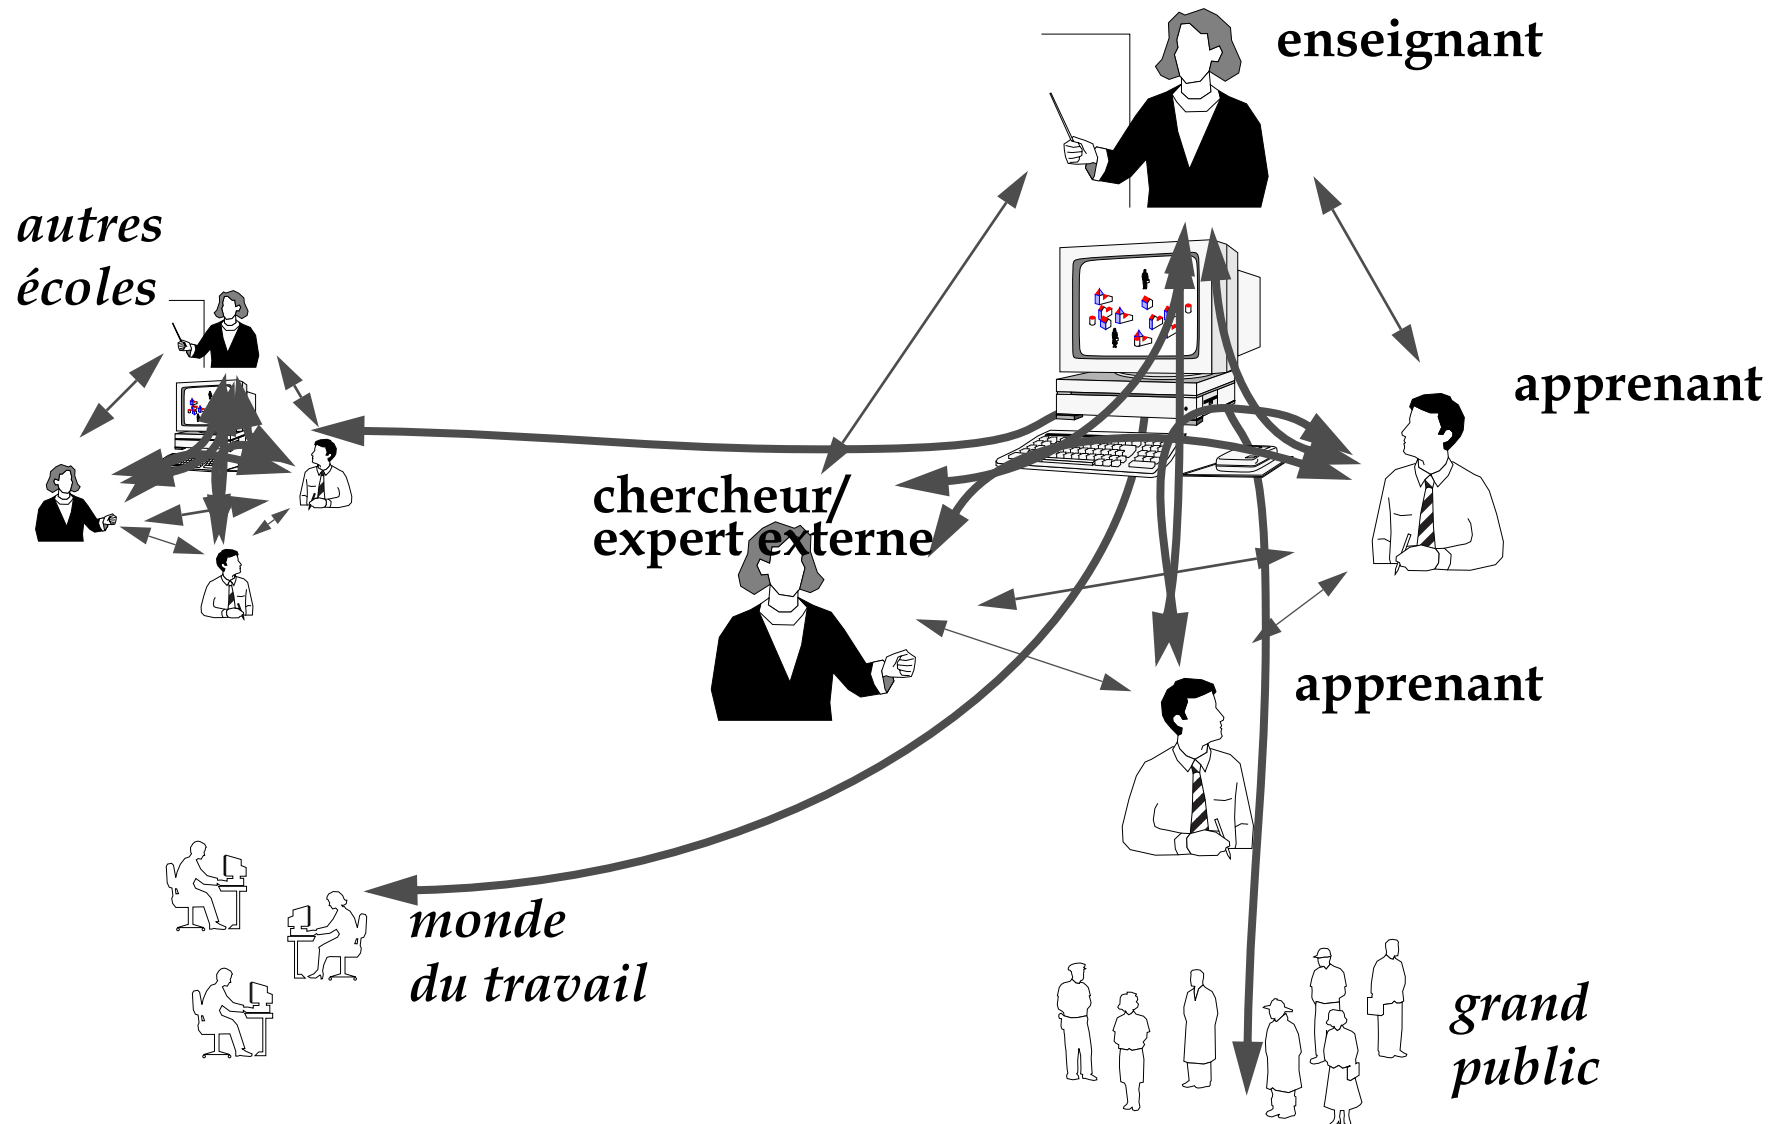 enseignant
autres
écoles
apprenant
chercheur/
expert externe
apprenant
monde
du travail
grand
public